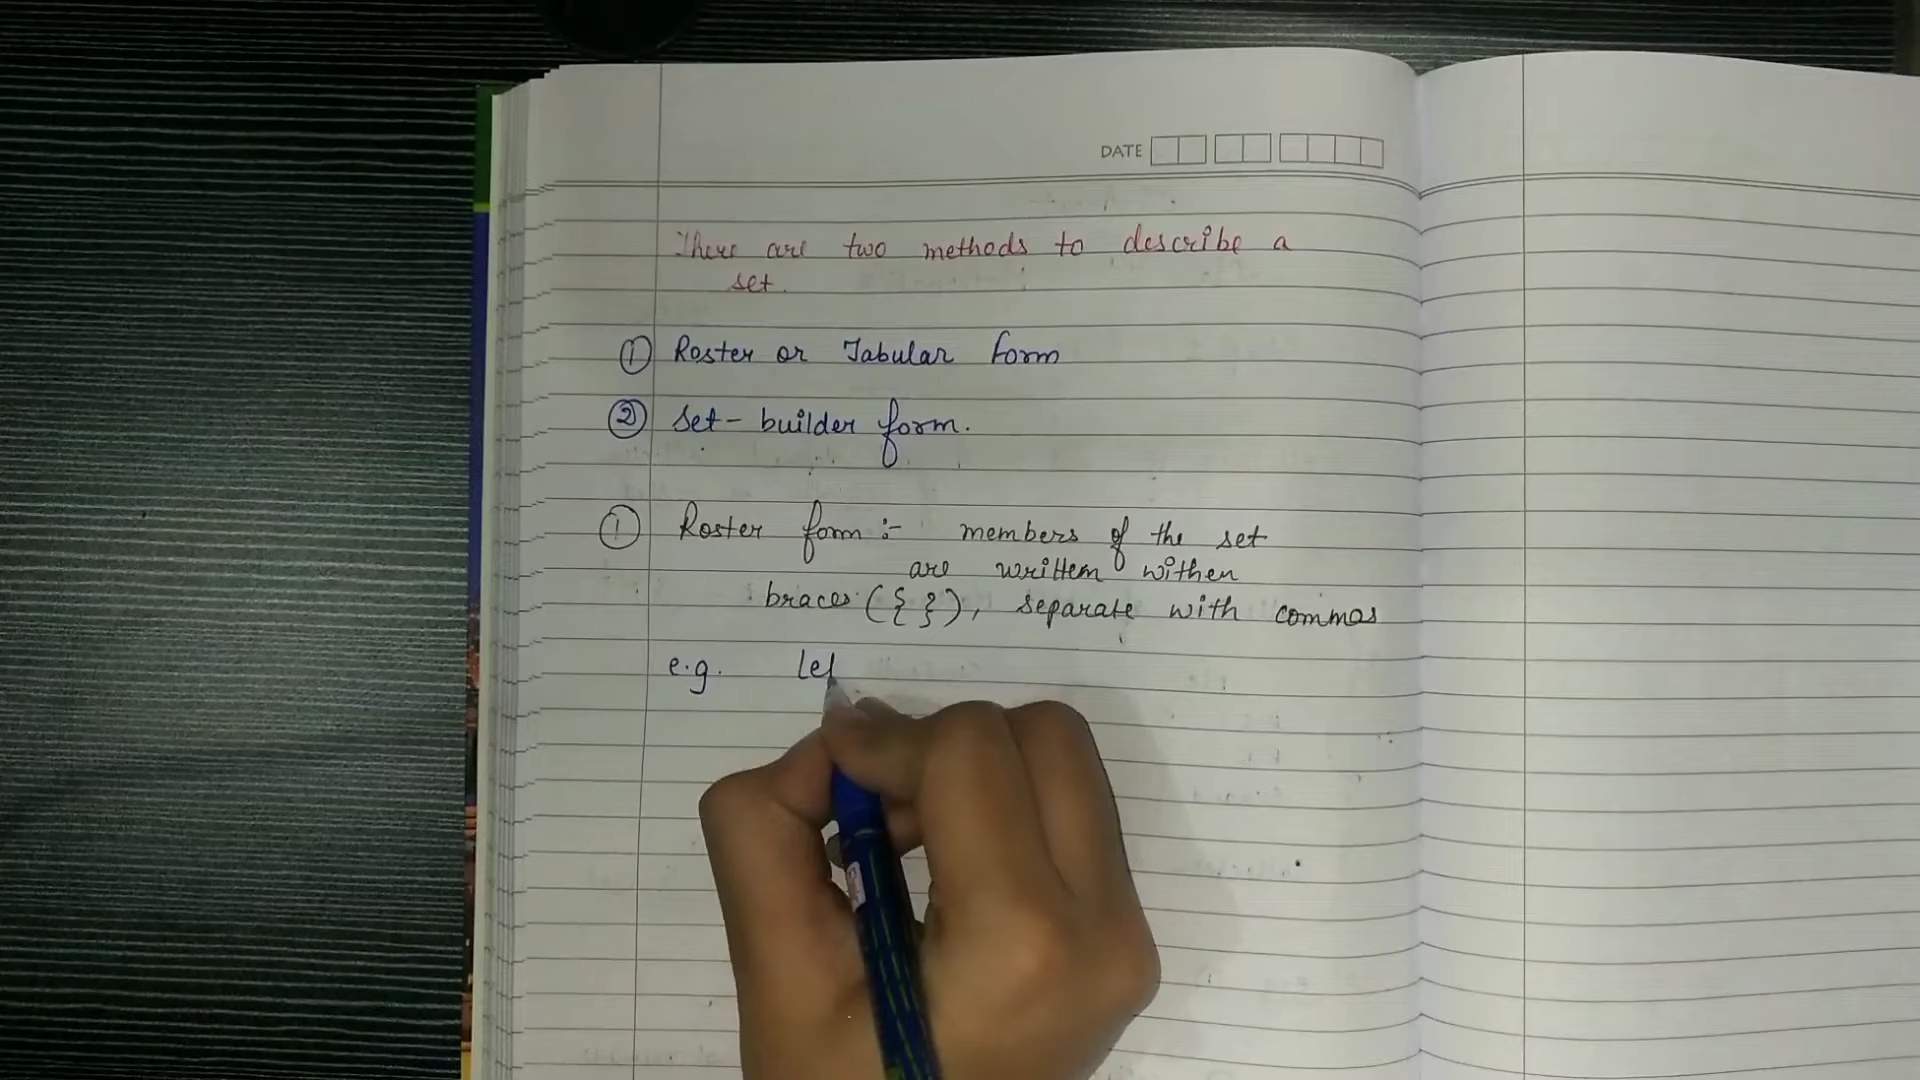 DATE
There are two methods to describe a
set.
① Roster or Tabular form
② Set-builder form.
① Roster form :- members of the set
are written withen
braces ({ }), separate with commas
e.g. let